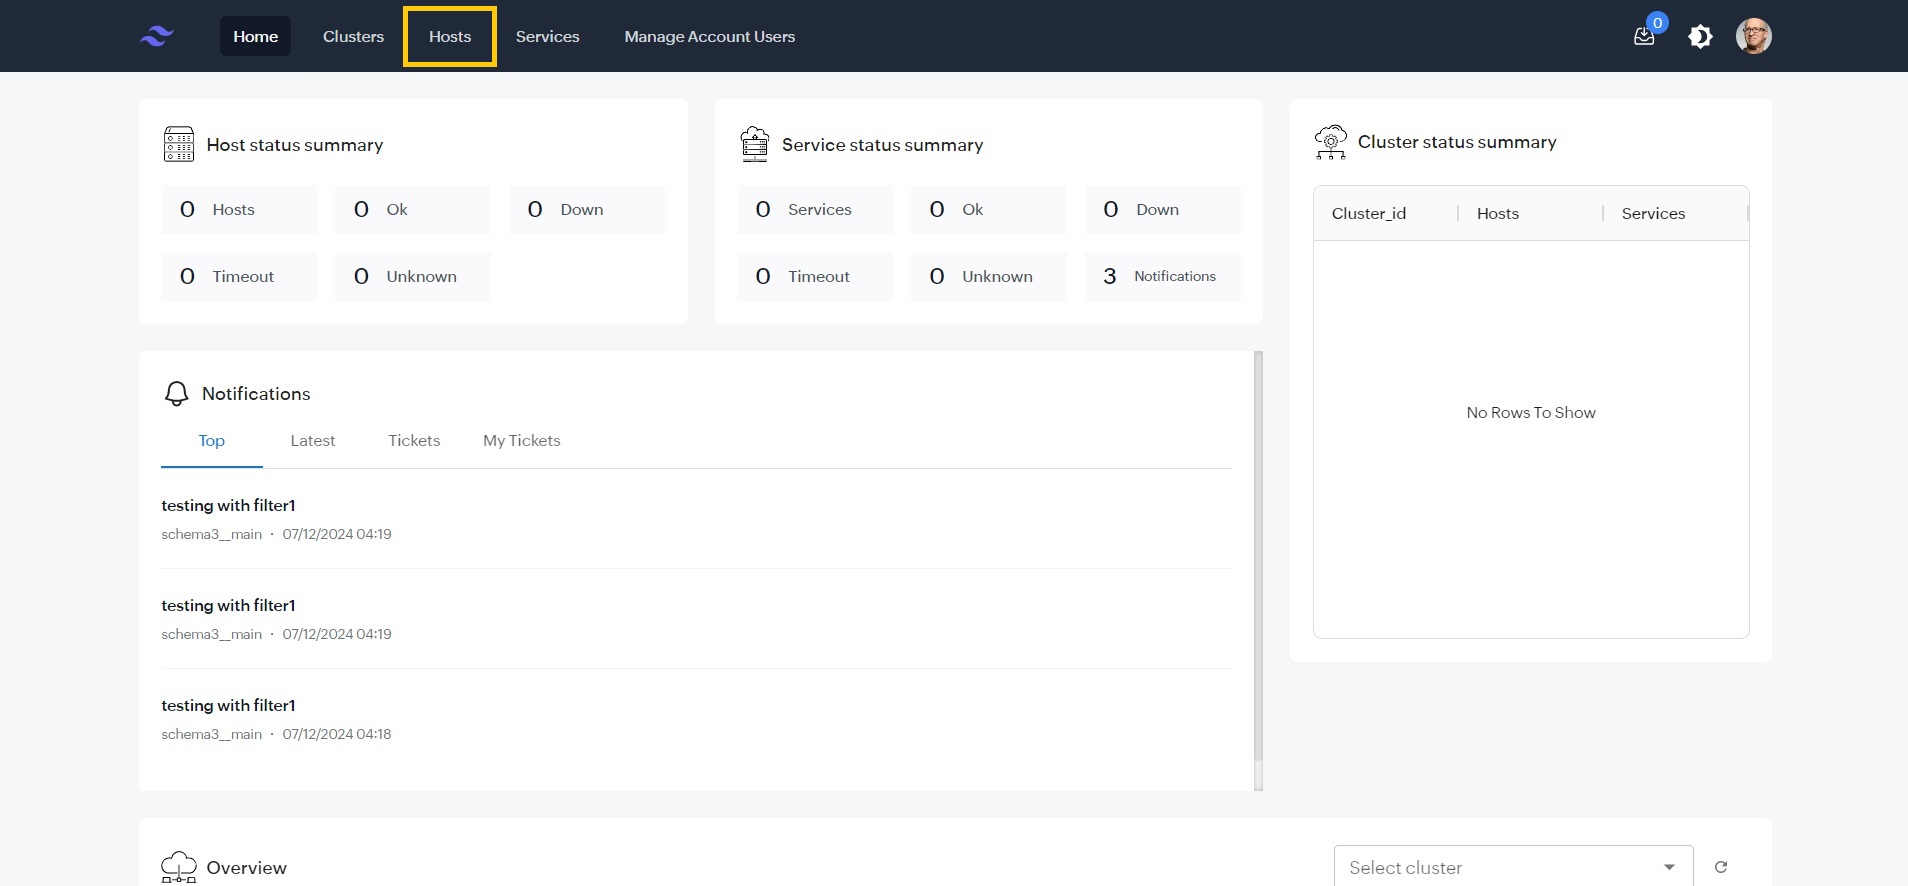 Home Clusters Hosts Services Manage Account Users 0
Host status summary
0 Hosts 0 Ok 0 Down
0 Timeout 0 Unknown
Service status summary
0 Services 0 Ok 0 Down
0 Timeout 0 Unknown 3 Notifications
Cluster status summary
Cluster_id Hosts Services
No Rows To Show
Notifications
Top Latest Tickets My Tickets
testing with filter1
schema3__main · 07/12/2024 04:19
testing with filter1
schema3__main · 07/12/2024 04:19
testing with filter1
schema3__main · 07/12/2024 04:18
Overview
Select cluster